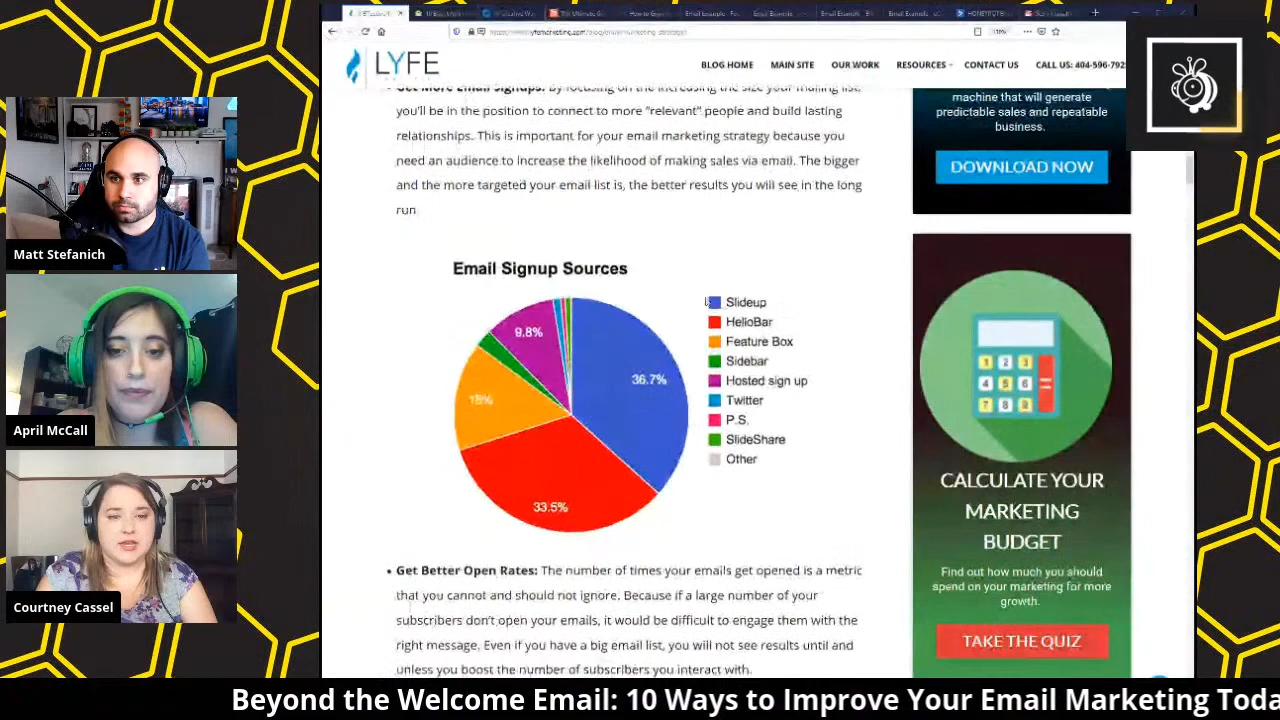 LYFE
BLOG HOME MAIN SITE OUR WORK RESOURCES CONTACT US CALL US: 404-596-792
Get More Email Signups: By focusing on the increasing the size your mailing list,
you'll be in the position to connect to more "relevant" people and build lasting
relationships. This is important for your email marketing strategy because you
need an audience to increase the likelihood of making sales via email. The bigger
and the more targeted your email list is, the better results you will see in the long
run
machine that will generate
predictable sales and repeatable
business.
DOWNLOAD NOW
Email Signup Sources
9.8%
36.7%
15%
33.5%
Slideup
HelloBar
Feature Box
Sidebar
Hosted sign up
Twitter
P.S.
SlideShare
Other
1 2 3
4 5 6
7 8 9
=
CALCULATE YOUR
MARKETING
BUDGET
Find out how much you should
spend on your marketing for more
growth.
TAKE THE QUIZ
• Get Better Open Rates: The number of times your emails get opened is a metric
that you cannot and should not ignore. Because if a large number of your
subscribers don't open your emails, it would be difficult to engage them with the
right message. Even if you have a big email list, you will not see results until and
unless you boost the number of subscribers you interact with.
Matt Stefanich
April McCall
Courtney Cassel
Beyond the Welcome Email: 10 Ways to Improve Your Email Marketing Toda